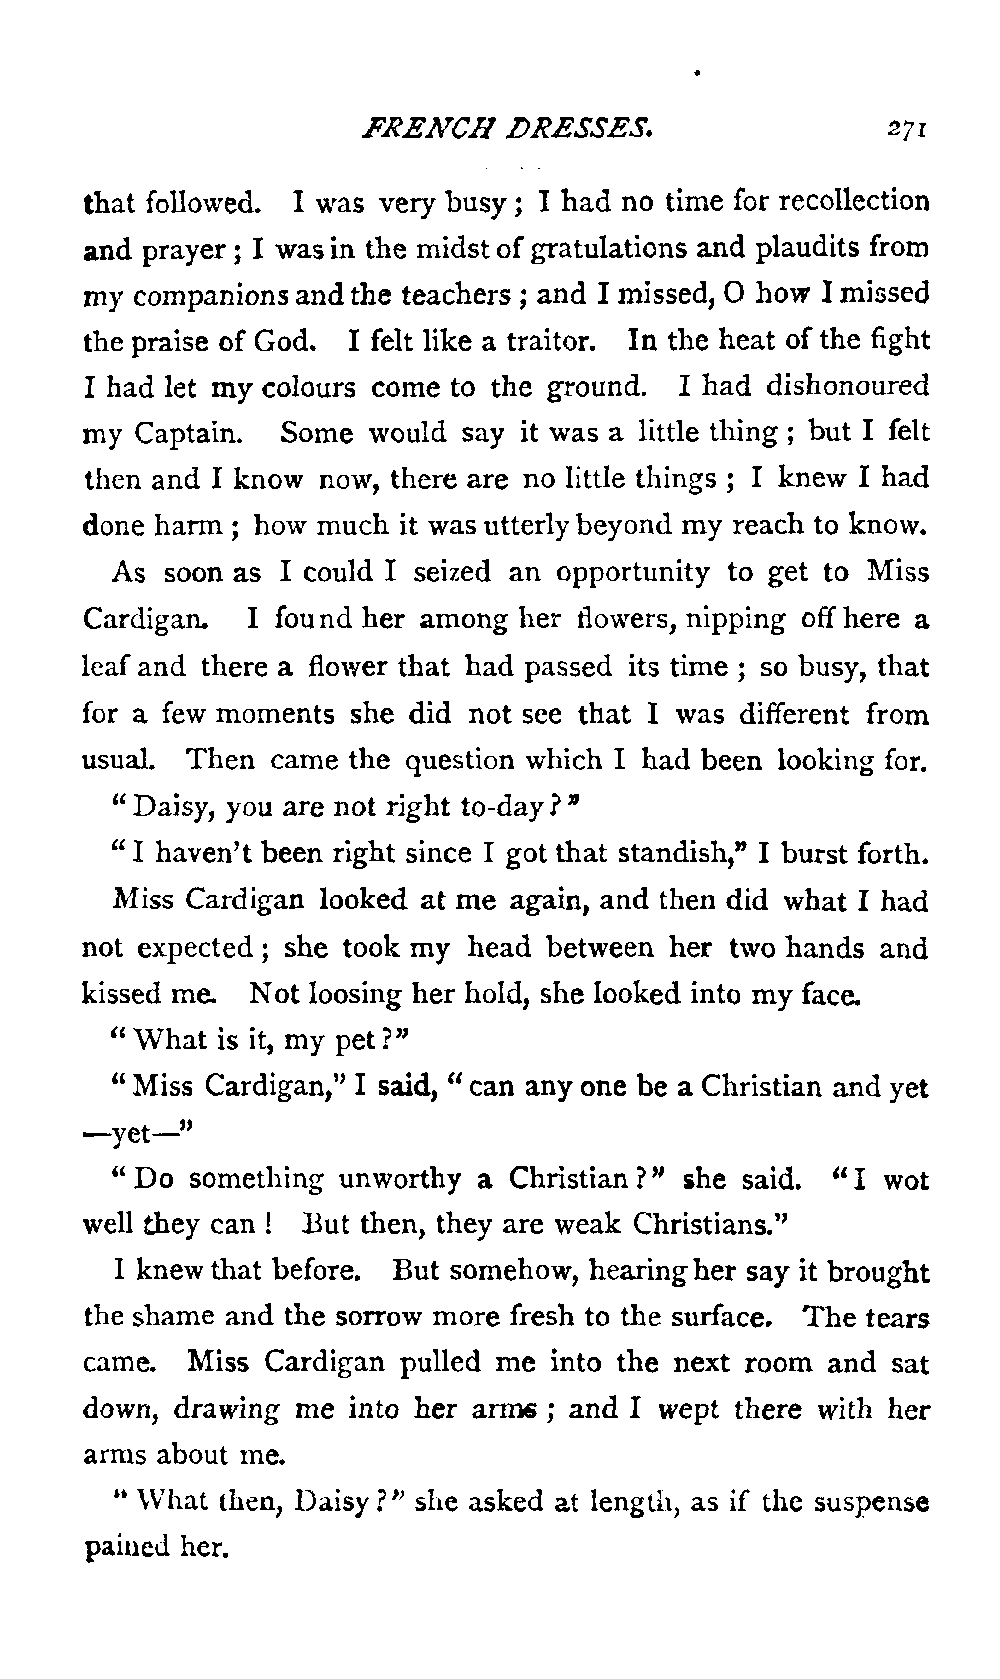 FRENCH DRESSES. 271
that followed. I was very busy ; I had no time for recollection
and prayer ; I was in the midst of gratulations and plaudits from
my companions and the teachers ; and I missed, O how I missed
the praise of God. I felt like a traitor. In the heat of the fight
I had let my colours come to the ground. I had dishonoured
my Captain. Some would say it was a little thing ; but I felt
then and I know now, there are no little things ; I knew I had
done harm ; how much it was utterly beyond my reach to know.
As soon as I could I seized an opportunity to get to Miss
Cardigan. I found her among her flowers, nipping off here a
leaf and there a flower that had passed its time ; so busy, that
for a few moments she did not see that I was different from
usual. Then came the question which I had been looking for.
“ Daisy, you are not right to-day ? ”
“ I haven’t been right since I got that standish,” I burst forth.
Miss Cardigan looked at me again, and then did what I had
not expected ; she took my head between her two hands and
kissed me. Not loosing her hold, she looked into my face.
“ What is it, my pet ?”
“ Miss Cardigan,” I said, “ can any one be a Christian and yet
—yet—”
“ Do something unworthy a Christian ?” she said. “ I wot
well they can ! But then, they are weak Christians.”
I knew that before. But somehow, hearing her say it brought
the shame and the sorrow more fresh to the surface. The tears
came. Miss Cardigan pulled me into the next room and sat
down, drawing me into her arms ; and I wept there with her
arms about me.
“ What then, Daisy ?” she asked at length, as if the suspense
pained her.